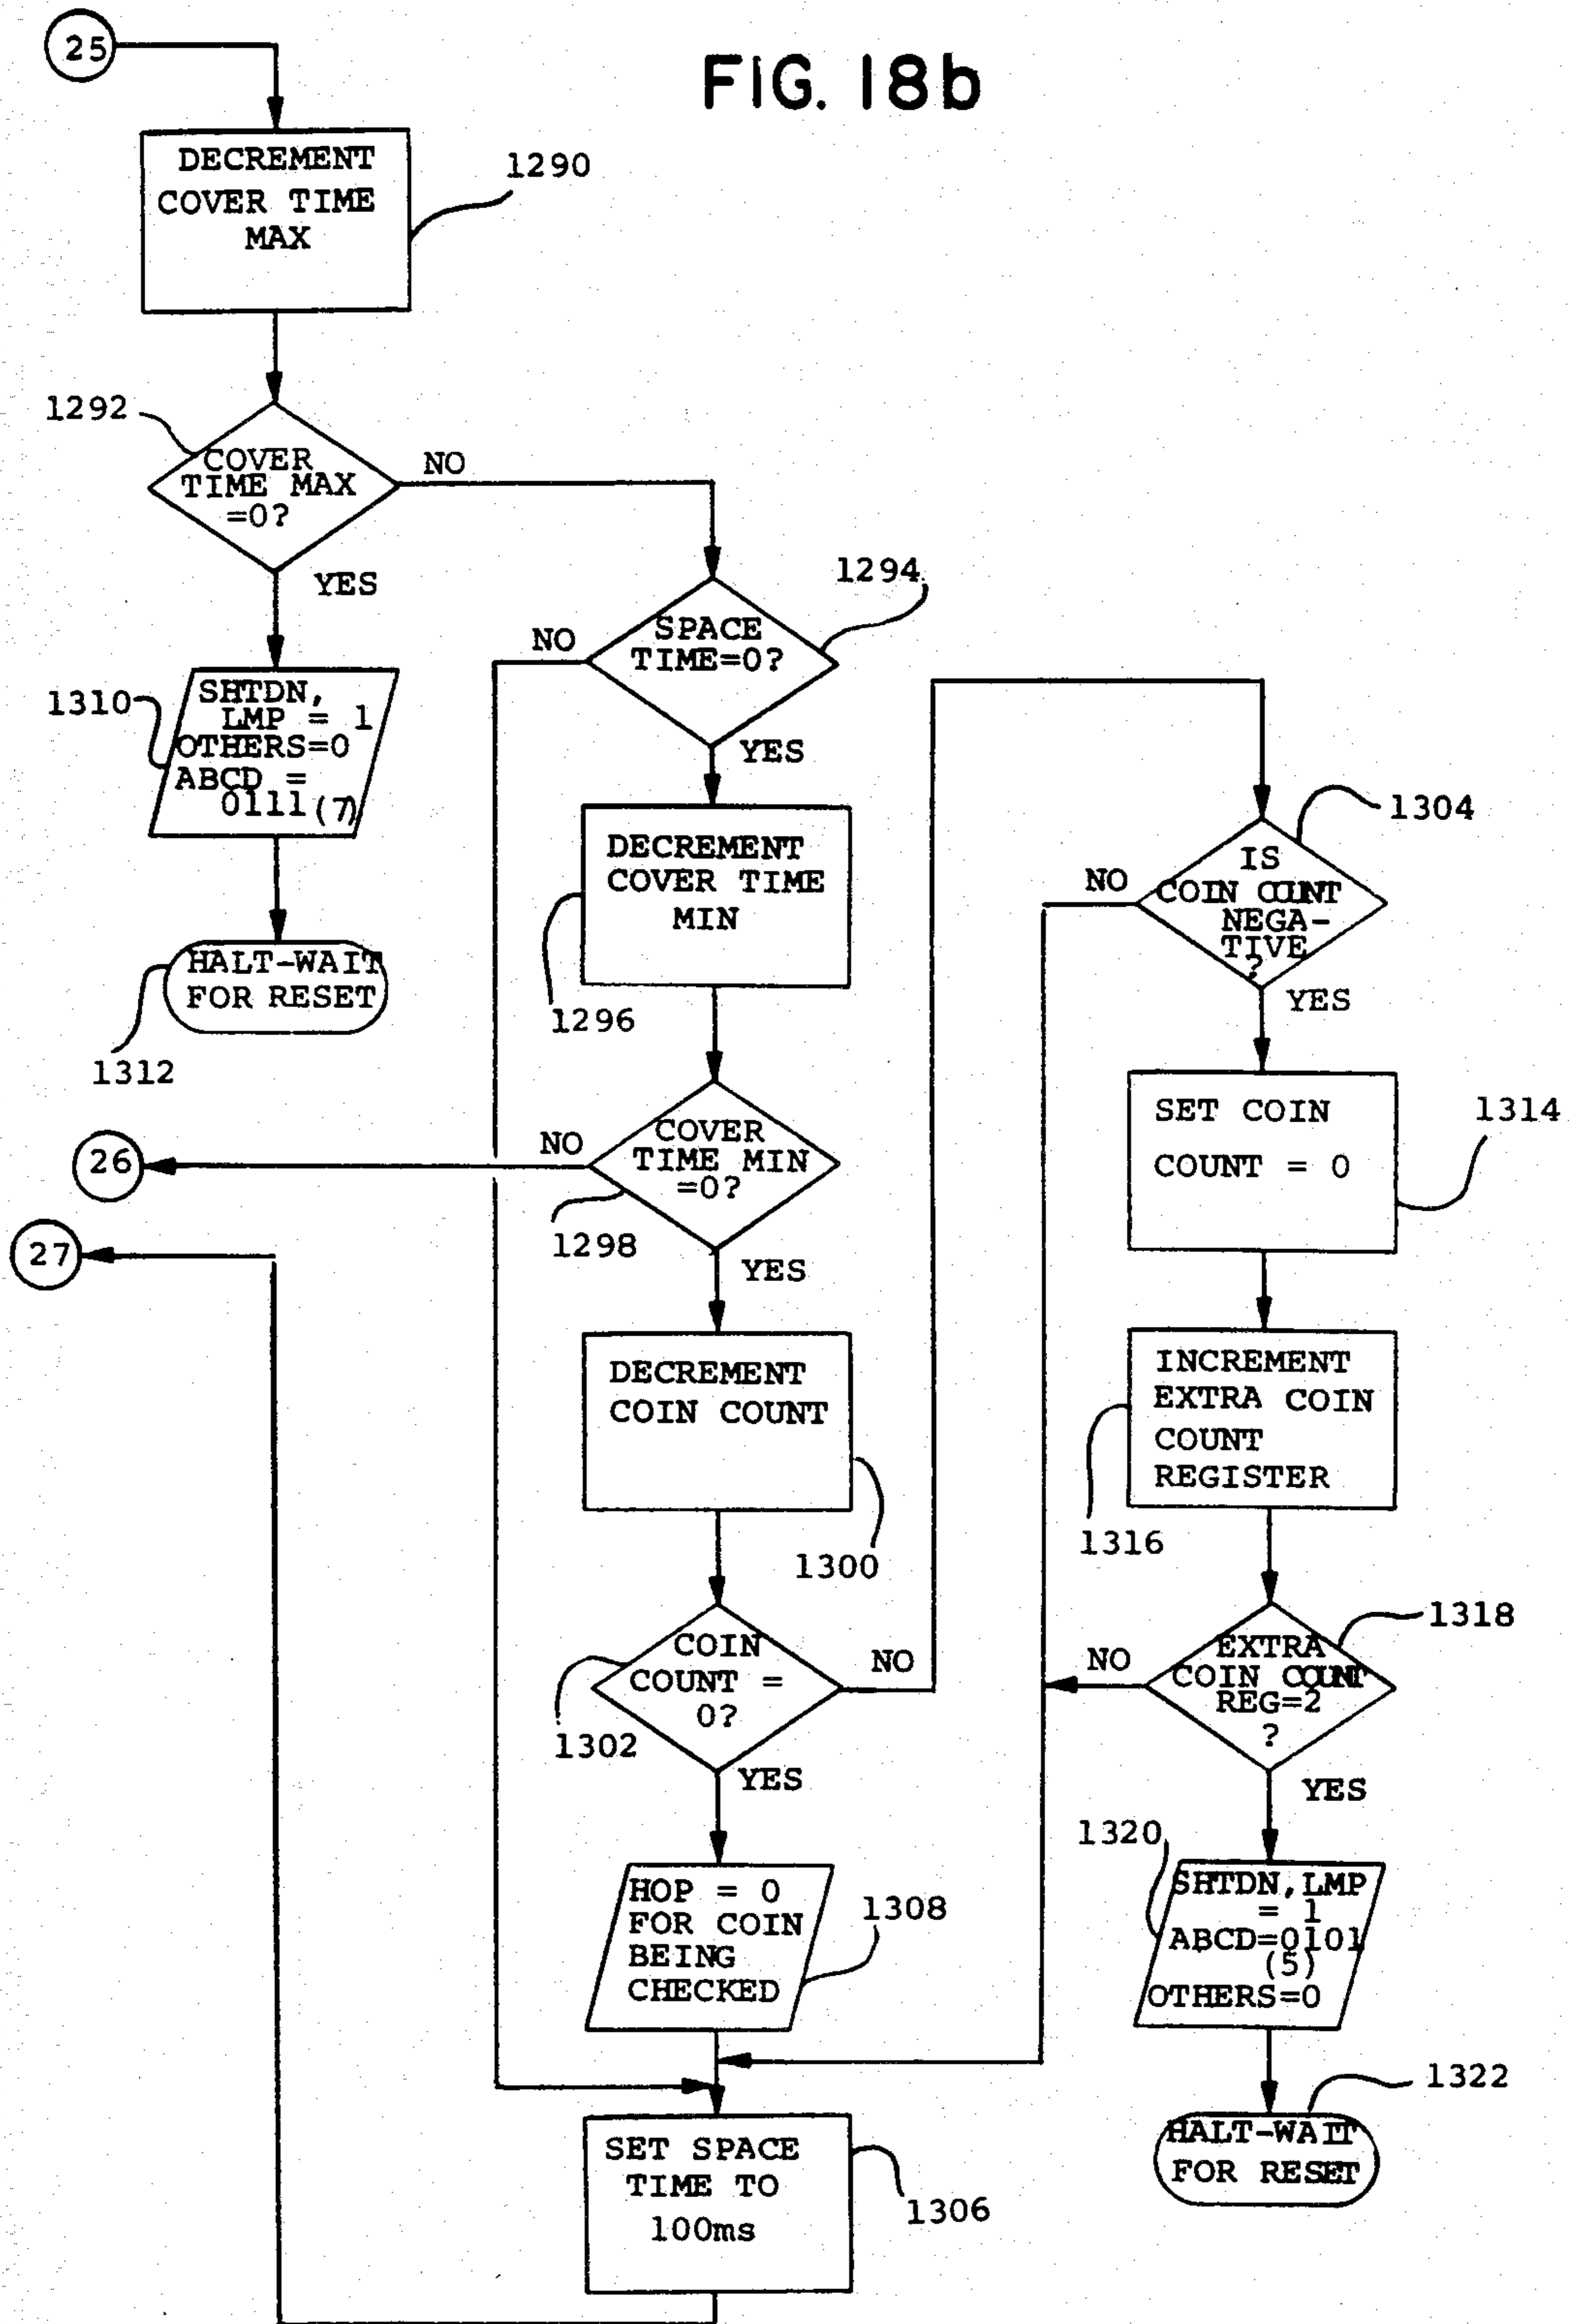 FIG. 18b
25
DECREMENT
COVER TIME
MAX
1290
1292
COVER
TIME MAX
=0?
NO
YES
1310
SHTDN,
LMP = 1
OTHERS=0
ABCD =
0111(7)
HALT-WAIT
FOR RESET
1312
1294
SPACE
TIME=0?
NO
YES
DECREMENT
COVER TIME
MIN
1296
COVER
TIME MIN
=0?
NO
26
27
1298
YES
DECREMENT
COIN COUNT
1300
COIN
COUNT =
0?
NO
1302
YES
HOP = 0
FOR COIN
BEING
CHECKED
1308
SET SPACE
TIME TO
100ms
1306
1304
IS
COIN COUNT
NEGA-
TIVE
?
NO
YES
SET COIN
COUNT = 0
1314
INCREMENT
EXTRA COIN
COUNT
REGISTER
1316
1318
EXTRA
COIN COUNT
REG=2
?
NO
YES
1320
SHTDN,LMP
= 1
ABCD=0101
(5)
OTHERS=0
1322
HALT-WAIT
FOR RESET